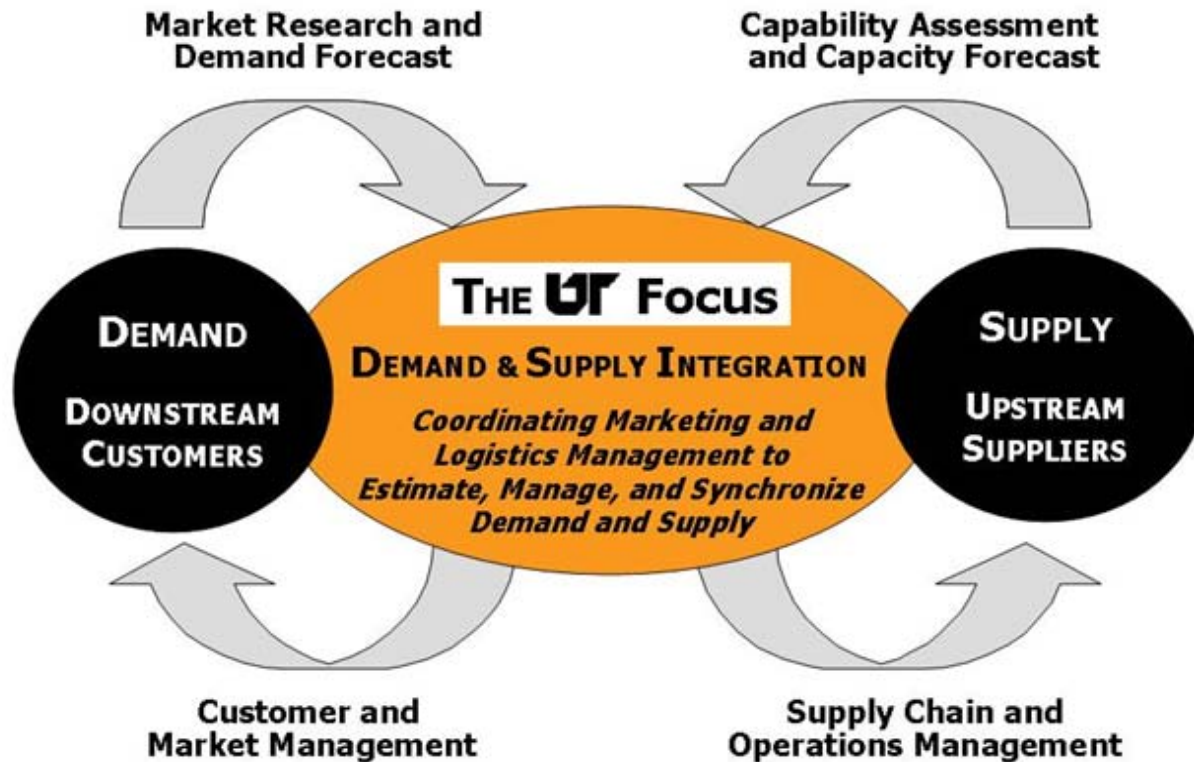 Market Research and
Demand Forecast
Capability Assessment
and Capacity Forecast
THE UT Focus
DEMAND
DOWNSTREAM
CUSTOMERS
DEMAND & SUPPLY INTEGRATION
Coordinating Marketing and
Logistics Management to
Estimate, Manage, and Synchronize
Demand and Supply
SUPPLY
UPSTREAM
SUPPLIERS
Customer and
Market Management
Supply Chain and
Operations Management